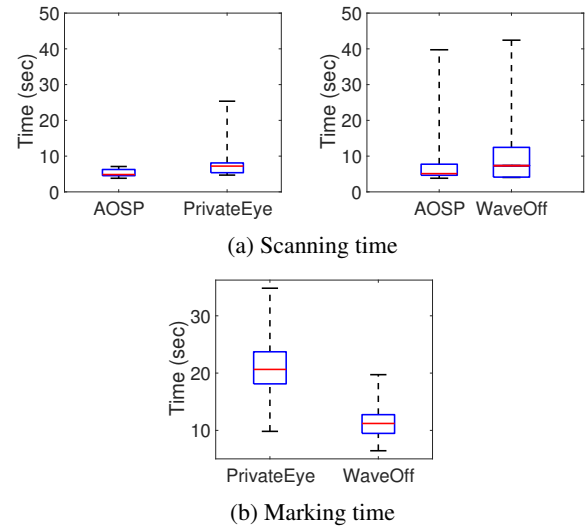 50
40
30
20
10
0
Time (sec)
AOSP PrivateEye
50
40
30
20
10
0
Time (sec)
AOSP WaveOff
(a) Scanning time
30
20
10
Time (sec)
PrivateEye WaveOff
(b) Marking time